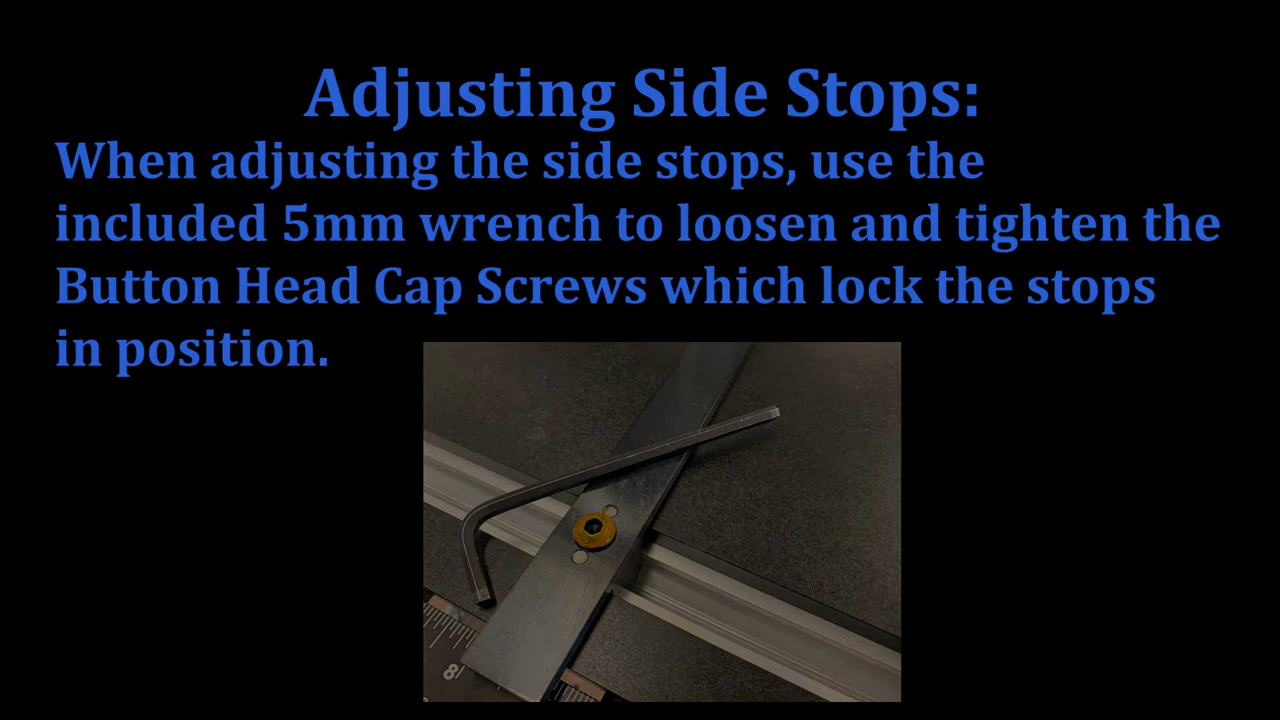 Adjusting Side Stops:
When adjusting the side stops, use the
included 5mm wrench to loosen and tighten the
Button Head Cap Screws which lock the stops
in position.
8